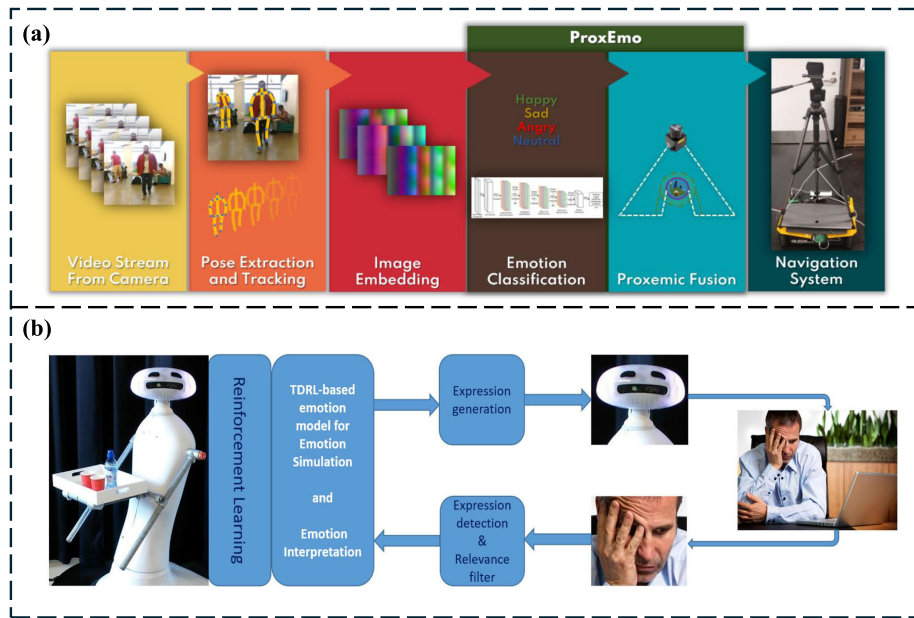 (a)
ProxEmo
Happy
Sad
Angry
Neutral
Video Stream
From Camera
Pose Extraction
and Tracking
Image
Embedding
Emotion
Classification
Proxemic Fusion
Navigation
System
(b)
Reinforcement Learning
TDRL-based
emotion
model for
Emotion
Simulation
and
Emotion
Interpretation
Expression
generation
Expression
detection
&
Relevance
filter